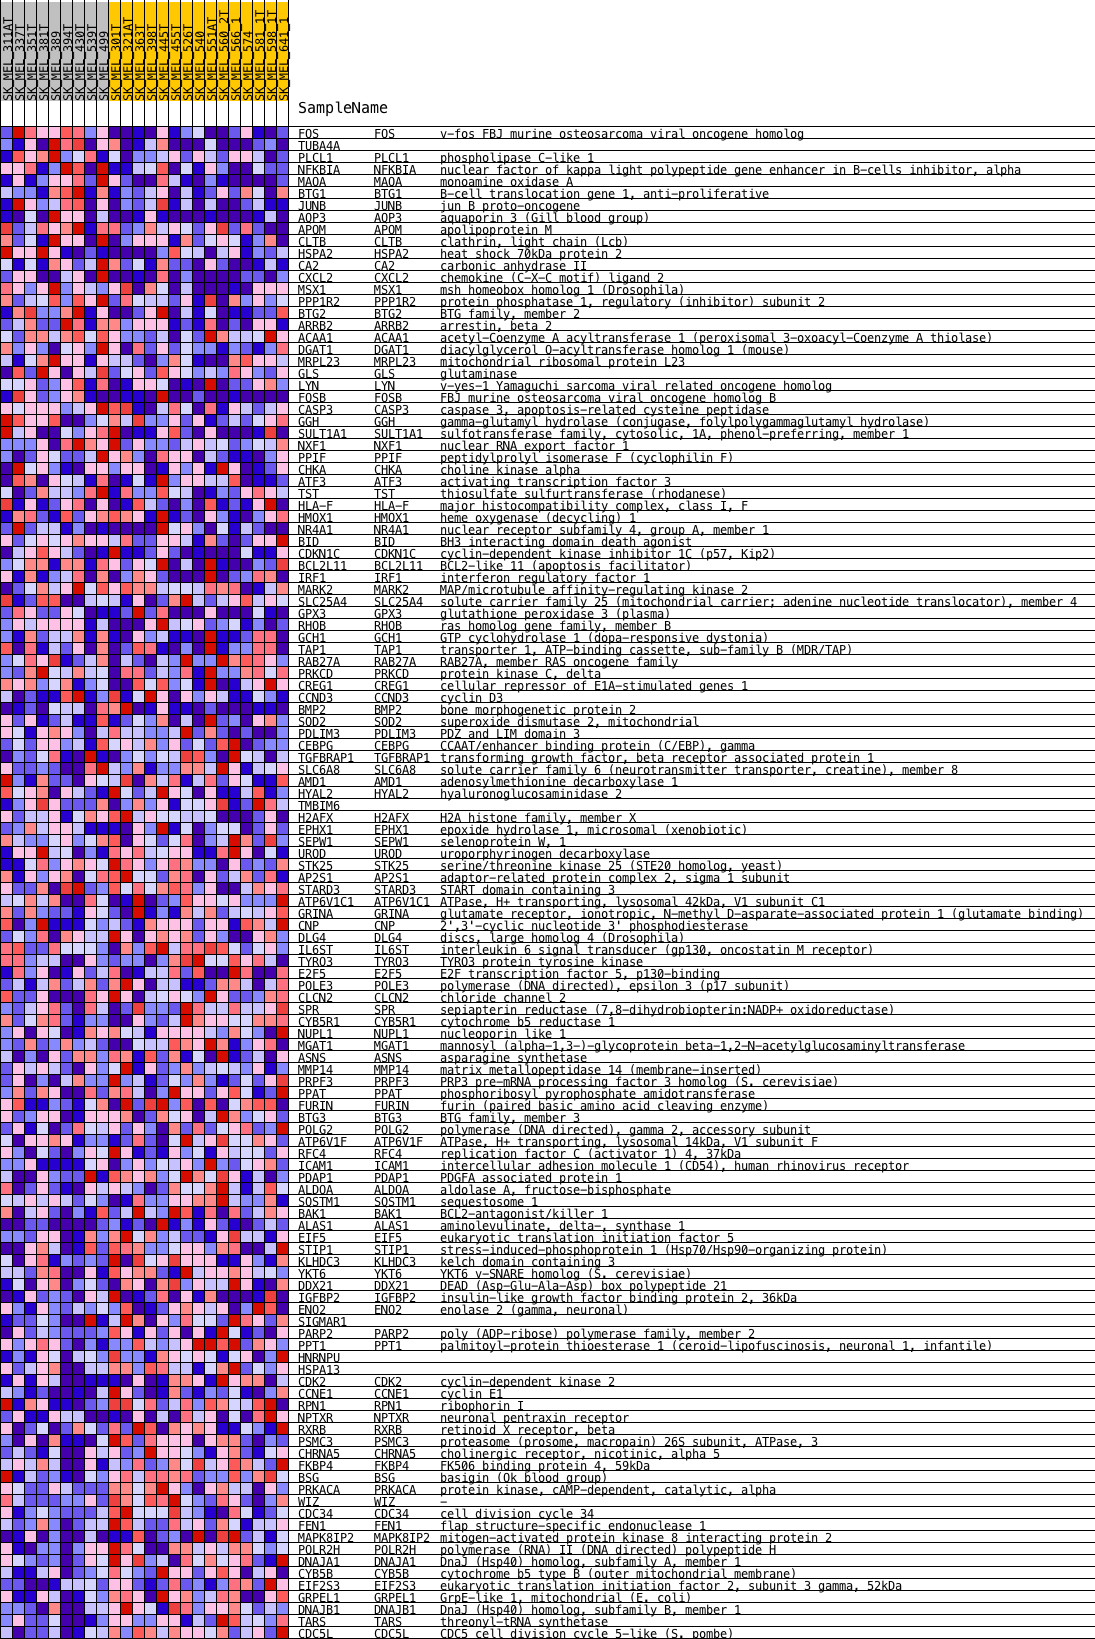 SK_MEL_311AT
SK_MEL_337T
SK_MEL_351T
SK_MEL_381T
SK_MEL_389
SK_MEL_394T
SK_MEL_430T
SK_MEL_539T
SK_MEL_499
SK_MEL_301T
SK_MEL_321AT
SK_MEL_363T
SK_MEL_398T
SK_MEL_445T
SK_MEL_455T
SK_MEL_526T
SK_MEL_540
SK_MEL_551AT
SK_MEL_560_2T
SK_MEL_566_1
SK_MEL_574
SK_MEL_581_1T
SK_MEL_598_1T
SK_MEL_641_1
SampleName
FOS FOS v-fos FBJ murine osteosarcoma viral oncogene homolog
TUBA4A
PLCL1 PLCL1 phospholipase C-like 1
NFKBIA NFKBIA nuclear factor of kappa light polypeptide gene enhancer in B-cells inhibitor, alpha
MAOA MAOA monoamine oxidase A
BTG1 BTG1 B-cell translocation gene 1, anti-proliferative
JUNB JUNB jun B proto-oncogene
AQP3 AQP3 aquaporin 3 (Gill blood group)
APOM APOM apolipoprotein M
CLTB CLTB clathrin, light chain (Lcb)
HSPA2 HSPA2 heat shock 70kDa protein 2
CA2 CA2 carbonic anhydrase II
CXCL2 CXCL2 chemokine (C-X-C motif) ligand 2
MSX1 MSX1 msh homeobox homolog 1 (Drosophila)
PPP1R2 PPP1R2 protein phosphatase 1, regulatory (inhibitor) subunit 2
BTG2 BTG2 BTG family, member 2
ARRB2 ARRB2 arrestin, beta 2
ACAA1 ACAA1 acetyl-Coenzyme A acyltransferase 1 (peroxisomal 3-oxoacyl-Coenzyme A thiolase)
DGAT1 DGAT1 diacylglycerol O-acyltransferase homolog 1 (mouse)
MRPL23 MRPL23 mitochondrial ribosomal protein L23
GLS GLS glutaminase
LYN LYN v-yes-1 Yamaguchi sarcoma viral related oncogene homolog
FOSB FOSB FBJ murine osteosarcoma viral oncogene homolog B
CASP3 CASP3 caspase 3, apoptosis-related cysteine peptidase
GGH GGH gamma-glutamyl hydrolase (conjugase, folylpolygammaglutamyl hydrolase)
SULT1A1 SULT1A1 sulfotransferase family, cytosolic, 1A, phenol-preferring, member 1
NXF1 NXF1 nuclear RNA export factor 1
PPIF PPIF peptidylprolyl isomerase F (cyclophilin F)
CHKA CHKA choline kinase alpha
ATF3 ATF3 activating transcription factor 3
TST TST thiosulfate sulfurtransferase (rhodanese)
HLA-F HLA-F major histocompatibility complex, class I, F
HMOX1 HMOX1 heme oxygenase (decycling) 1
NR4A1 NR4A1 nuclear receptor subfamily 4, group A, member 1
BID BID BH3 interacting domain death agonist
CDKN1C CDKN1C cyclin-dependent kinase inhibitor 1C (p57, Kip2)
BCL2L11 BCL2L11 BCL2-like 11 (apoptosis facilitator)
IRF1 IRF1 interferon regulatory factor 1
MARK2 MARK2 MAP/microtubule affinity-regulating kinase 2
SLC25A4 SLC25A4 solute carrier family 25 (mitochondrial carrier; adenine nucleotide translocator), member 4
GPX3 GPX3 glutathione peroxidase 3 (plasma)
RHOB RHOB ras homolog gene family, member B
GCH1 GCH1 GTP cyclohydrolase 1 (dopa-responsive dystonia)
TAP1 TAP1 transporter 1, ATP-binding cassette, sub-family B (MDR/TAP)
RAB27A RAB27A RAB27A, member RAS oncogene family
PRKCD PRKCD protein kinase C, delta
CREG1 CREG1 cellular repressor of E1A-stimulated genes 1
CCND3 CCND3 cyclin D3
BMP2 BMP2 bone morphogenetic protein 2
SOD2 SOD2 superoxide dismutase 2, mitochondrial
PDLIM3 PDLIM3 PDZ and LIM domain 3
CEBPG CEBPG CCAAT/enhancer binding protein (C/EBP), gamma
TGFBRAP1 TGFBRAP1 transforming growth factor, beta receptor associated protein 1
SLC6A8 SLC6A8 solute carrier family 6 (neurotransmitter transporter, creatine), member 8
AMD1 AMD1 adenosylmethionine decarboxylase 1
HYAL2 HYAL2 hyaluronoglucosaminidase 2
TMBIM6
H2AFX H2AFX H2A histone family, member X
EPHX1 EPHX1 epoxide hydrolase 1, microsomal (xenobiotic)
SEPW1 SEPW1 selenoprotein W, 1
UROD UROD uroporphyrinogen decarboxylase
STK25 STK25 serine/threonine kinase 25 (STE20 homolog, yeast)
AP2S1 AP2S1 adaptor-related protein complex 2, sigma 1 subunit
STARD3 STARD3 START domain containing 3
ATP6V1C1 ATP6V1C1 ATPase, H+ transporting, lysosomal 42kDa, V1 subunit C1
GRINA GRINA glutamate receptor, ionotropic, N-methyl D-asparate-associated protein 1 (glutamate binding)
CNP CNP 2',3'-cyclic nucleotide 3' phosphodiesterase
DLG4 DLG4 discs, large homolog 4 (Drosophila)
IL6ST IL6ST interleukin 6 signal transducer (gp130, oncostatin M receptor)
TYRO3 TYRO3 TYRO3 protein tyrosine kinase
E2F5 E2F5 E2F transcription factor 5, p130-binding
POLE3 POLE3 polymerase (DNA directed), epsilon 3 (p17 subunit)
CLCN2 CLCN2 chloride channel 2
SPR SPR sepiapterin reductase (7,8-dihydrobiopterin:NADP+ oxidoreductase)
CYB5R1 CYB5R1 cytochrome b5 reductase 1
NUPL1 NUPL1 nucleoporin like 1
MGAT1 MGAT1 mannosyl (alpha-1,3-)-glycoprotein beta-1,2-N-acetylglucosaminyltransferase
ASNS ASNS asparagine synthetase
MMP14 MMP14 matrix metallopeptidase 14 (membrane-inserted)
PRPF3 PRPF3 PRP3 pre-mRNA processing factor 3 homolog (S. cerevisiae)
PPAT PPAT phosphoribosyl pyrophosphate amidotransferase
FURIN FURIN furin (paired basic amino acid cleaving enzyme)
BTG3 BTG3 BTG family, member 3
POLG2 POLG2 polymerase (DNA directed), gamma 2, accessory subunit
ATP6V1F ATP6V1F ATPase, H+ transporting, lysosomal 14kDa, V1 subunit F
RFC4 RFC4 replication factor C (activator 1) 4, 37kDa
ICAM1 ICAM1 intercellular adhesion molecule 1 (CD54), human rhinovirus receptor
PDAP1 PDAP1 PDGFA associated protein 1
ALDOA ALDOA aldolase A, fructose-bisphosphate
SQSTM1 SQSTM1 sequestosome 1
BAK1 BAK1 BCL2-antagonist/killer 1
ALAS1 ALAS1 aminolevulinate, delta-, synthase 1
EIF5 EIF5 eukaryotic translation initiation factor 5
STIP1 STIP1 stress-induced-phosphoprotein 1 (Hsp70/Hsp90-organizing protein)
KLHDC3 KLHDC3 kelch domain containing 3
YKT6 YKT6 YKT6 v-SNARE homolog (S. cerevisiae)
DDX21 DDX21 DEAD (Asp-Glu-Ala-Asp) box polypeptide 21
IGFBP2 IGFBP2 insulin-like growth factor binding protein 2, 36kDa
ENO2 ENO2 enolase 2 (gamma, neuronal)
SIGMAR1
PARP2 PARP2 poly (ADP-ribose) polymerase family, member 2
PPT1 PPT1 palmitoyl-protein thioesterase 1 (ceroid-lipofuscinosis, neuronal 1, infantile)
HNRNPU
HSPA13
CDK2 CDK2 cyclin-dependent kinase 2
CCNE1 CCNE1 cyclin E1
RPN1 RPN1 ribophorin I
NPTXR NPTXR neuronal pentraxin receptor
RXRB RXRB retinoid X receptor, beta
PSMC3 PSMC3 proteasome (prosome, macropain) 26S subunit, ATPase, 3
CHRNA5 CHRNA5 cholinergic receptor, nicotinic, alpha 5
FKBP4 FKBP4 FK506 binding protein 4, 59kDa
BSG BSG basigin (Ok blood group)
PRKACA PRKACA protein kinase, cAMP-dependent, catalytic, alpha
WIZ WIZ -
CDC34 CDC34 cell division cycle 34
FEN1 FEN1 flap structure-specific endonuclease 1
MAPK8IP2 MAPK8IP2 mitogen-activated protein kinase 8 interacting protein 2
POLR2H POLR2H polymerase (RNA) II (DNA directed) polypeptide H
DNAJA1 DNAJA1 DnaJ (Hsp40) homolog, subfamily A, member 1
CYB5B CYB5B cytochrome b5 type B (outer mitochondrial membrane)
EIF2S3 EIF2S3 eukaryotic translation initiation factor 2, subunit 3 gamma, 52kDa
GRPEL1 GRPEL1 GrpE-like 1, mitochondrial (E. coli)
DNAJB1 DNAJB1 DnaJ (Hsp40) homolog, subfamily B, member 1
TARS TARS threonyl-tRNA synthetase
CDC5L CDC5L CDC5 cell division cycle 5-like (S. pombe)